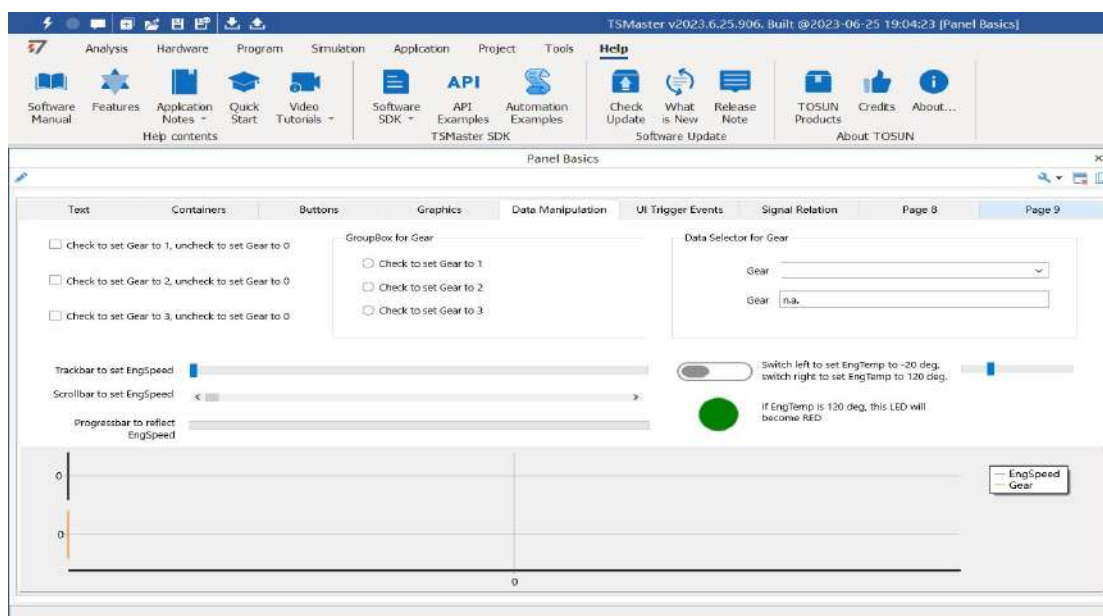 TSMaster v2023.6.25.906. Built @2023-06-25 19:04:23 [Panel Basics]
Analysis Hardware Program Simulation Application Project Tools Help
Software Manual
Features
Application Notes
Quick Start
Video Tutorials
Software SDK
API
API Examples
Automation Examples
Check Update
What is New
Release Note
TOSUN Products
Credits
About...
Help contents
TSMaster SDK
Software Update
About TOSUN
Panel Basics
Text Containers Buttons Graphics Data Manipulation UI Trigger Events Signal Relation Page 8 Page 9
Check to set Gear to 1, uncheck to set Gear to 0
Check to set Gear to 2, uncheck to set Gear to 0
Check to set Gear to 3, uncheck to set Gear to 0
GroupBox for Gear
Check to set Gear to 1
Check to set Gear to 2
Check to set Gear to 3
Data Selector for Gear
Gear
Gear n.a.
Trackbar to set EngSpeed
Scrollbar to set EngSpeed
Progressbar to reflect
EngSpeed
Switch left to set EngTemp to -20 deg,
switch right to set EngTemp to 120 deg.
If EngTemp is 120 deg, this LED will
become RED
0
0
0
EngSpeed
Gear